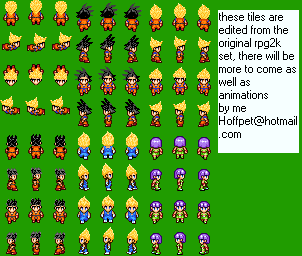 these tiles are
edited from the
original rpg2k
set, there will be
more to come as
well as
animations
by me
Hoffpet@hotmail
.com